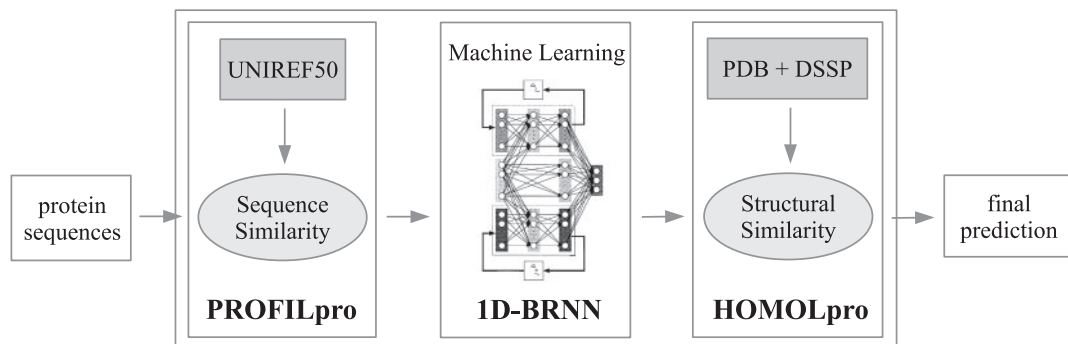 protein
sequences
UNIREF50
Sequence
Similarity
PROFILpro
Machine Learning
1D-BRNN
PDB + DSSP
Structural
Similarity
HOMOLpro
final
prediction